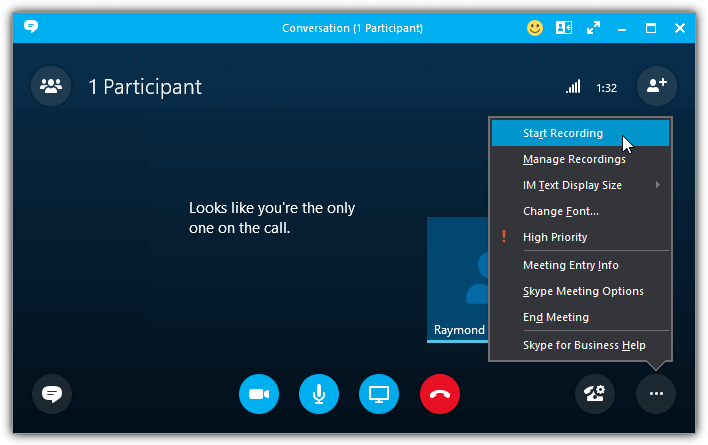 Conversation (1 Participant)
1 Participant
1:32
Start Recording
Manage Recordings
IM Text Display Size
Change Font...
High Priority
Meeting Entry Info
Skype Meeting Options
End Meeting
Skype for Business Help
Looks like you're the only
one on the call.
Raymond